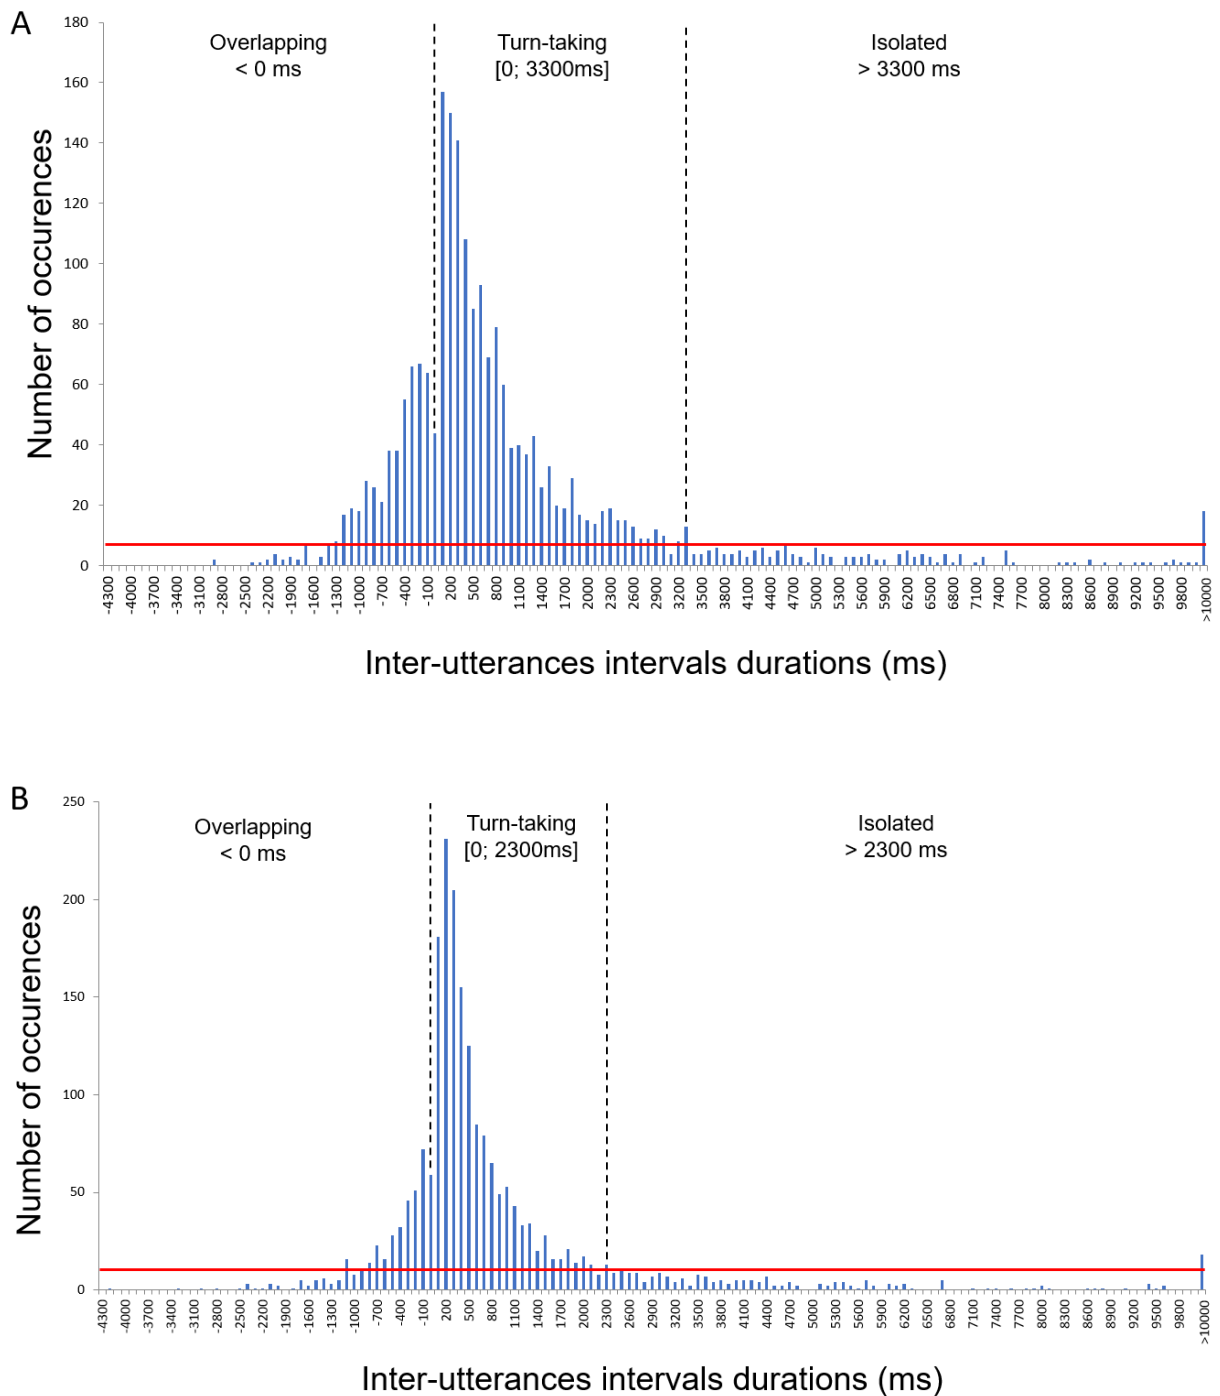 A
180
160
140
120
100
80
60
40
20
0
Number of occurences
Overlapping
< 0 ms
Turn-taking
[0; 3300ms]
Isolated
> 3300 ms
-4300 -4000 -3700 -3400 -3100 -2800 -2500 -2200 -1900 -1600 -1300 -1000 -700 -400 -100 200 500 800 1100 1400 1700 2000 2300 2600 2900 3200 3500 3800 4100 4400 4700 5000 5300 5900 6200 6500 6800 7100 7400 7700 8000 8300 8600 8900 9200 9500 9800 >10000
Inter-utterances intervals durations (ms)
B
250
200
150
100
50
0
Number of occurences
Overlapping
< 0 ms
Turn-taking
[0; 2300ms]
Isolated
> 2300 ms
-4300 -4000 -3700 -3400 -3100 -2800 -2500 -2200 -1900 -1600 -1300 -1000 -700 -400 -100 200 500 800 1100 1400 1700 2000 2300 2600 2900 3200 3500 3800 4100 4400 4700 5000 5300 5600 5900 6200 6500 6800 7100 7400 7700 8000 8300 8600 8900 9200 9500 9800 >10000
Inter-utterances intervals durations (ms)